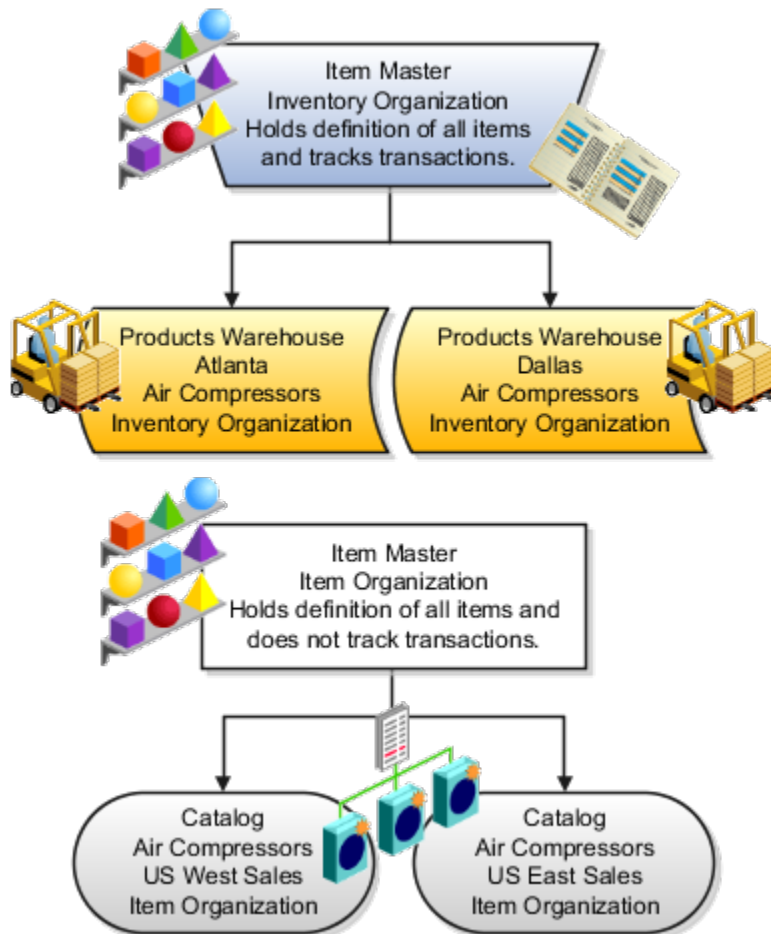 Item Master
Inventory Organization
Holds definition of all items
and tracks transactions.
Products Warehouse
Atlanta
Air Compressors
Inventory Organization
Products Warehouse
Dallas
Air Compressors
Inventory Organization
Item Master
Item Organization
Holds definition of all items and
does not track transactions.
Catalog
Air Compressors
US West Sales
Item Organization
Catalog
Air Compressors
US East Sales
Item Organization